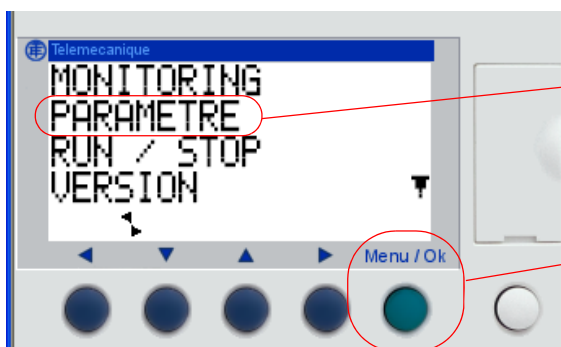 Telemecanique
MONITORING
PARAMETRE
RUN / STOP
VERSION
Menu / Ok